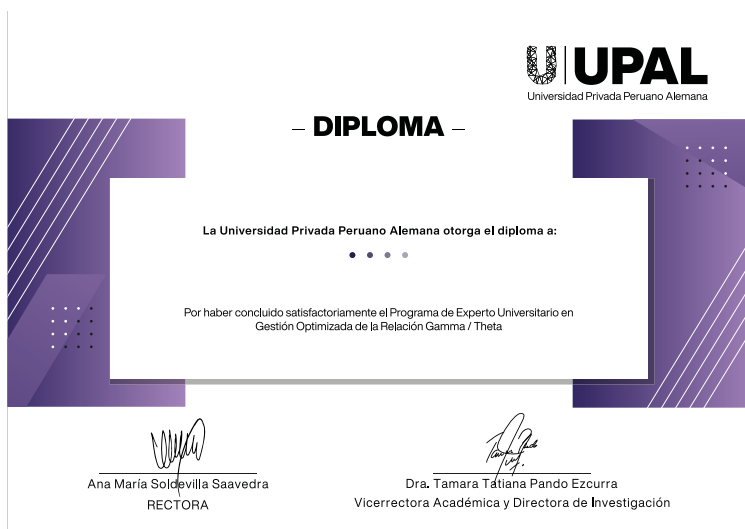 UPAL
Universidad Privada Peruano Alemana
– DIPLOMA –
La Universidad Privada Peruano Alemana otorga el diploma a:
Por haber concluido satisfactoriamente el Programa de Experto Universitario en
Gestión Optimizada de la Relación Gamma / Theta
Ana María Soldevilla Saavedra
RECTORA
Dra. Tamara Tatiana Pando Ezcurra
Vicerrectora Académica y Directora de Investigación